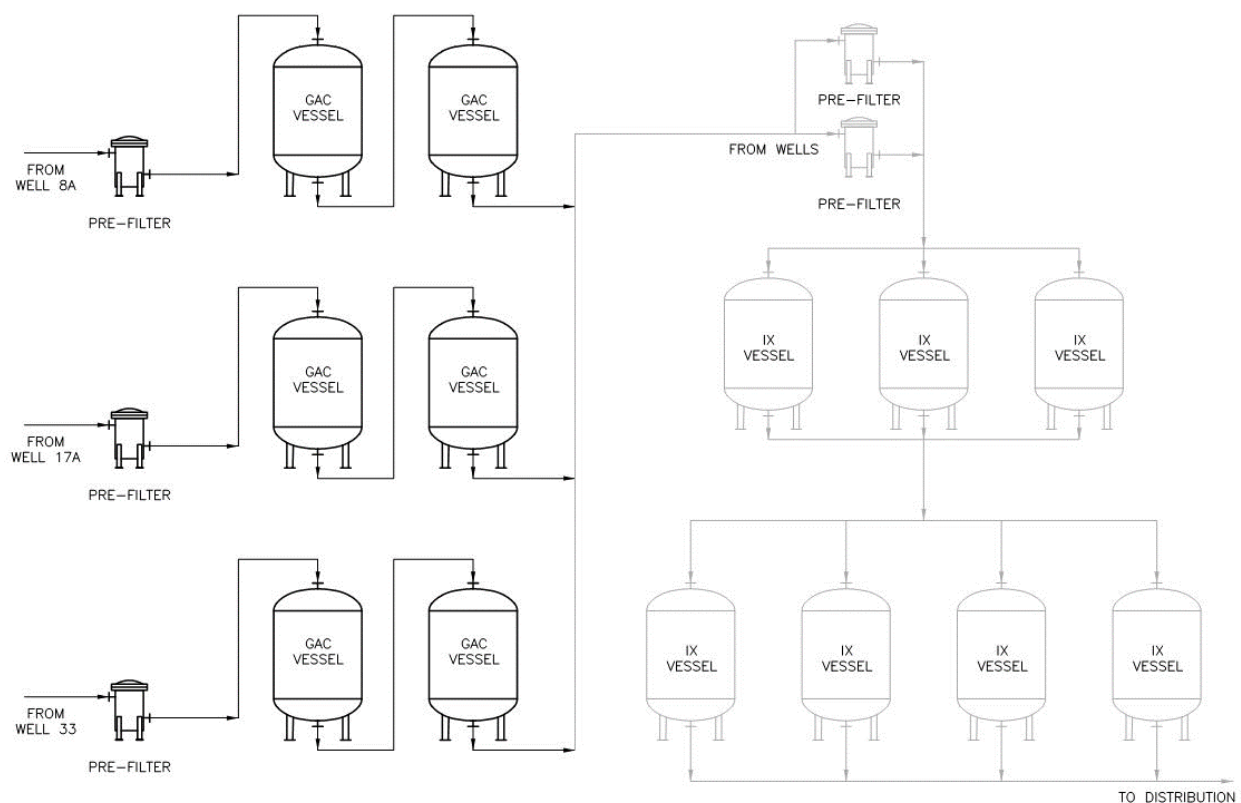 GAC
VESSEL
GAC
VESSEL
FROM
WELL 8A
PRE-FILTER
PRE-FILTER
FROM WELLS
PRE-FILTER
GAC
VESSEL
GAC
VESSEL
FROM
WELL 17A
PRE-FILTER
IX
VESSEL
IX
VESSEL
IX
VESSEL
GAC
VESSEL
GAC
VESSEL
FROM
WELL 33
PRE-FILTER
IX
VESSEL
IX
VESSEL
IX
VESSEL
IX
VESSEL
TO DISTRIBUTION